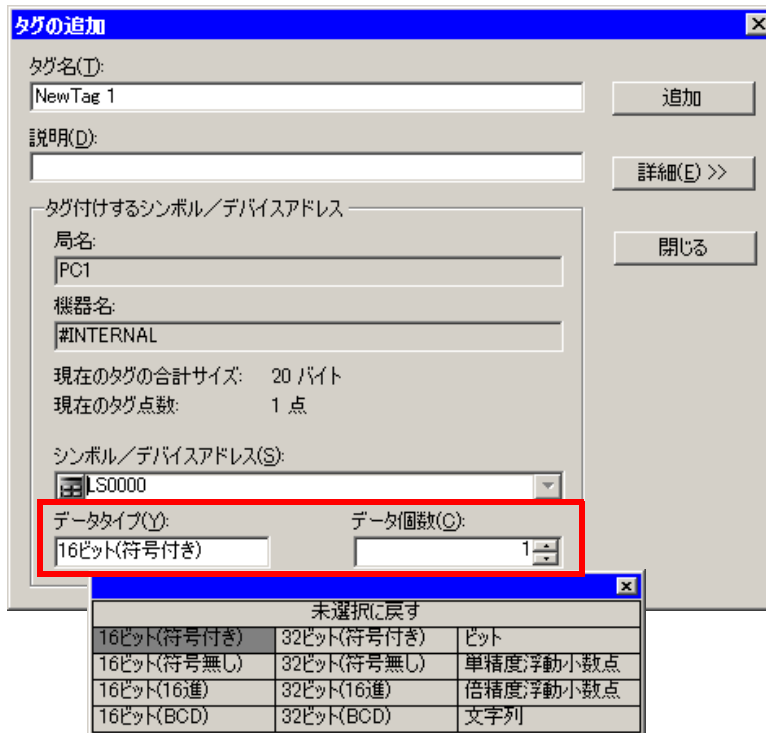 タグの追加
タグ名(T):
NewTag 1
追加
説明(D):
詳細(E) >>
タグ付けするシンボル／デバイスアドレス
局名:
閉じる
PC1
機器名:
#INTERNAL
現在のタグの合計サイズ: 20 バイト
現在のタグ点数: 1 点
シンボル／デバイスアドレス(S):
LS0000
データタイプ(Y): データ個数(C):
16ビット(符号付き) 1
未選択に戻す
16ビット(符号付き) 32ビット(符号付き) ビット
16ビット(符号無し) 32ビット(符号無し) 単精度浮動小数点
16ビット(16進) 32ビット(16進) 倍精度浮動小数点
16ビット(BCD) 32ビット(BCD) 文字列